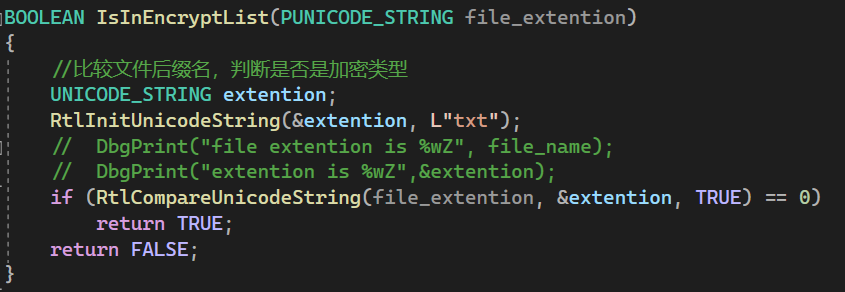 BOOLEAN IsInEncryptList(PUNICODE_STRING file_extention)
{
    //比较文件后缀名，判断是否是加密类型
    UNICODE_STRING extention;
    RtlInitUnicodeString(&extention, L"txt");
    //  DbgPrint("file extention is %wZ", file_name);
    //  DbgPrint("extention is %wZ",&extention);
    if (RtlCompareUnicodeString(file_extention, &extention, TRUE) == 0)
        return TRUE;
    return FALSE;
}